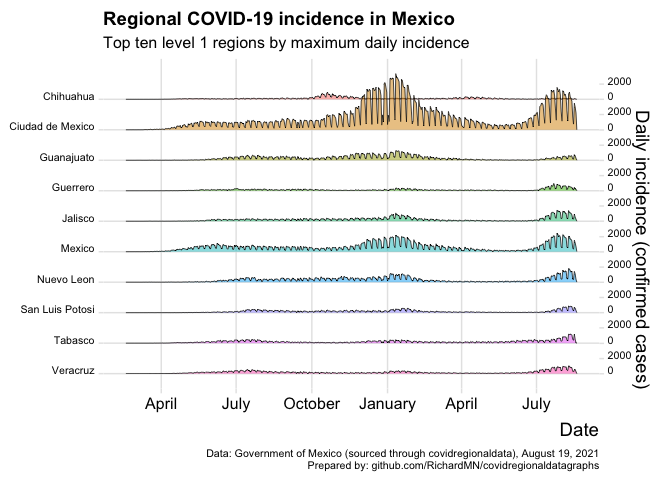 Regional COVID-19 incidence in Mexico
Top ten level 1 regions by maximum daily incidence
Chihuahua
2000
0
Ciudad de Mexico
2000
0
Guanajuato
2000
0
Guerrero
2000
0
Jalisco
2000
0
Mexico
2000
0
Nuevo Leon
2000
0
San Luis Potosi
2000
0
Tabasco
2000
0
Veracruz
2000
0
Daily incidence (confirmed cases)
April July October January April July
Date
Data: Government of Mexico (sourced through covidregionaldata), August 19, 2021
Prepared by: github.com/RichardMN/covidregionaldatagraphs